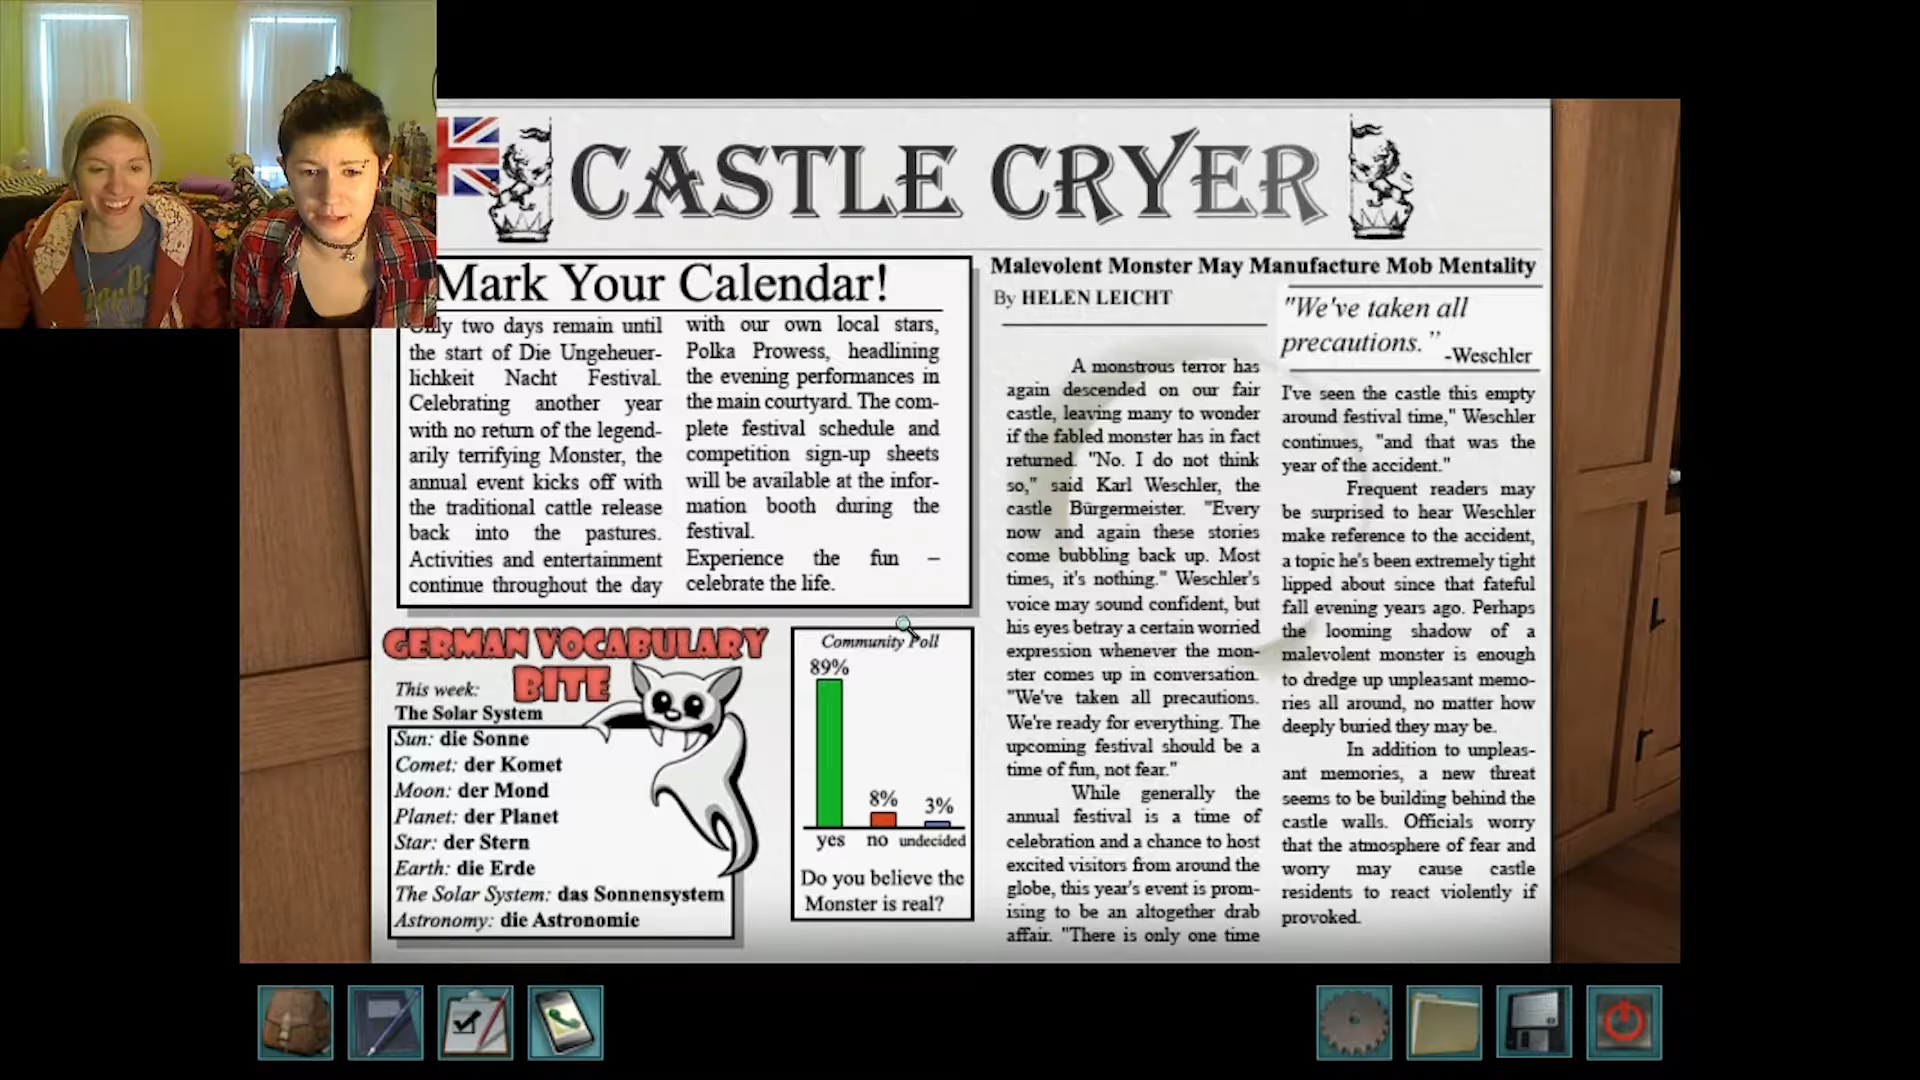 CASTLE CRYER
Mark Your Calendar!
Only two days remain until
the start of Die Ungeheuer-
lichkeit Nacht Festival.
Celebrating another year
with no return of the legend-
arily terrifying Monster, the
annual event kicks off with
the traditional cattle release
back into the pastures.
Activities and entertainment
continue throughout the day
with our own local stars,
Polka Prowess, headlining
the evening performances in
the main courtyard. The com-
plete festival schedule and
competition sign-up sheets
will be available at the infor-
mation booth during the
festival.
Experience the fun –
celebrate the life.
GERMAN VOCABULARY
BITE
This week:
The Solar System
Sun: die Sonne
Comet: der Komet
Moon: der Mond
Planet: der Planet
Star: der Stern
Earth: die Erde
The Solar System: das Sonnensystem
Astronomy: die Astronomie
Community Poll
89%
8%
3%
yes no undecided
Do you believe the
Monster is real?
Malevolent Monster May Manufacture Mob Mentality
By HELEN LEICHT
"We've taken all
precautions."
-Weschler
A monstrous terror has
again descended on our fair
castle, leaving many to wonder
if the fabled monster has in fact
returned. "No. I do not think
so," said Karl Weschler, the
castle Bürgermeister. "Every
now and again these stories
come bubbling back up. Most
times, it's nothing." Weschler's
voice may sound confident, but
his eyes betray a certain worried
expression whenever the mon-
ster comes up in conversation.
"We've taken all precautions.
We're ready for everything. The
upcoming festival should be a
time of fun, not fear."
While generally the
annual festival is a time of
celebration and a chance to host
excited visitors from around the
globe, this year's event is prom-
ising to be an altogether drab
affair. "There is only one time
I've seen the castle this empty
around festival time," Weschler
continues, "and that was the
year of the accident."
Frequent readers may
be surprised to hear Weschler
make reference to the accident,
a topic he's been extremely tight
lipped about since that fateful
fall evening years ago. Perhaps
the looming shadow of a
malevolent monster is enough
to dredge up unpleasant memo-
ries all around, no matter how
deeply buried they may be.
In addition to unpleas-
ant memories, a new threat
seems to be building behind the
castle walls. Officials worry
that the atmosphere of fear and
worry may cause castle
residents to react violently if
provoked.